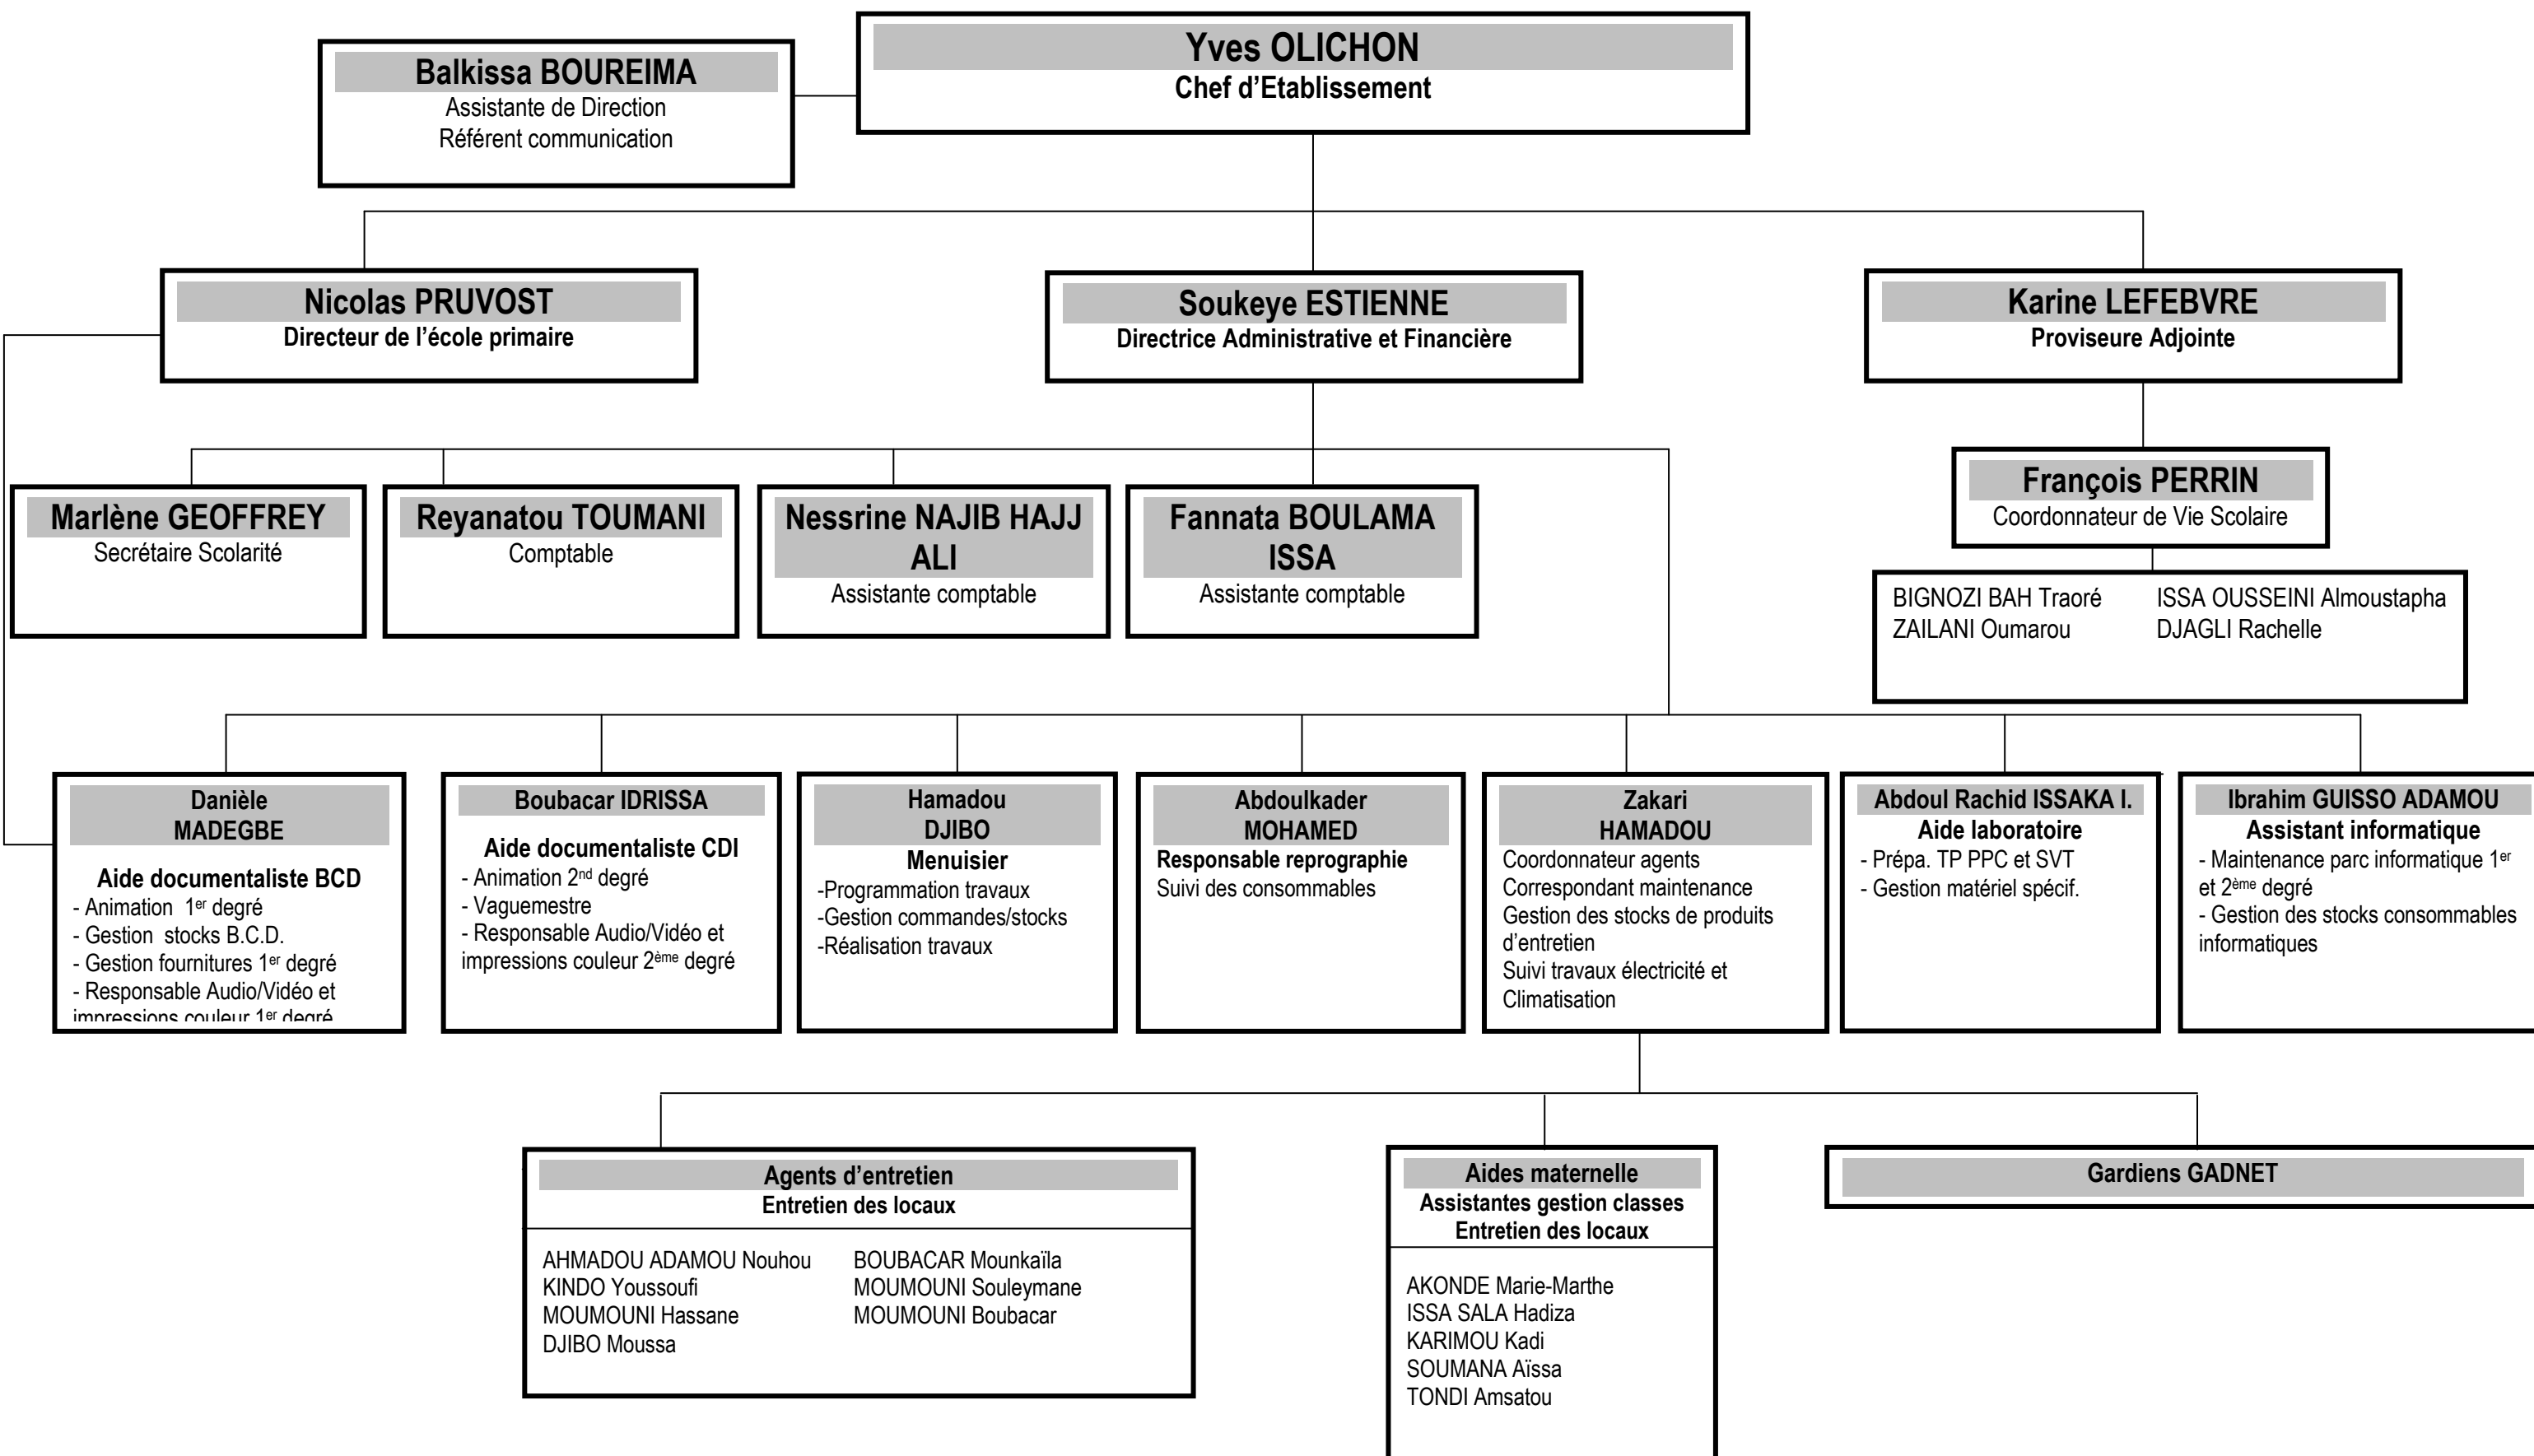 Yves OLICHON
Chef d’Etablissement
Balkissa BOUREIMA
Assistante de Direction
Référent communication
Nicolas PRUVOST
Directeur de l’école primaire
Soukeye ESTIENNE
Directrice Administrative et Financière
Karine LEFEBVRE
Proviseure Adjointe
François PERRIN
Coordonnateur de Vie Scolaire
Marlène GEOFFREY
Secrétaire Scolarité
Reyanatou TOUMANI
Comptable
Nessrine NAJIB HAJJ
ALI
Assistante comptable
Fannata BOULAMA
ISSA
Assistante comptable
BIGNOZI BAH Traoré
ZAILANI Oumarou
ISSA OUSSEINI Almoustapha
DJAGLI Rachelle
Danièle
MADEGBE
Aide documentaliste BCD
- Animation 1er degré
- Gestion stocks B.C.D.
- Gestion fournitures 1er degré
- Responsable Audio/Vidéo et
impressions couleur 1er degré
Boubacar IDRISSA
Aide documentaliste CDI
- Animation 2nd degré
- Vaguemestre
- Responsable Audio/Vidéo et
impressions couleur 2ème degré
Hamadou
DJIBO
Menuisier
-Programmation travaux
-Gestion commandes/stocks
-Réalisation travaux
Abdoulkader
MOHAMED
Responsable reprographie
Suivi des consommables
Zakari
HAMADOU
Coordonnateur agents
Correspondant maintenance
Gestion des stocks de produits
d’entretien
Suivi travaux électricité et
Climatisation
Abdoul Rachid ISSAKA I.
Aide laboratoire
- Prépa. TP PPC et SVT
- Gestion matériel spécif.
Ibrahim GUISSO ADAMOU
Assistant informatique
- Maintenance parc informatique 1er
et 2ème degré
- Gestion des stocks consommables
informatiques
Agents d’entretien
Entretien des locaux
AHMADOU ADAMOU Nouhou
KINDO Youssoufi
MOUMOUNI Hassane
DJIBO Moussa
BOUBACAR Mounkaïla
MOUMOUNI Souleymane
MOUMOUNI Boubacar
Aides maternelle
Assistantes gestion classes
Entretien des locaux
AKONDE Marie-Marthe
ISSA SALA Hadiza
KARIMOU Kadi
SOUMANA Aïssa
TONDI Amsatou
Gardiens GADNET